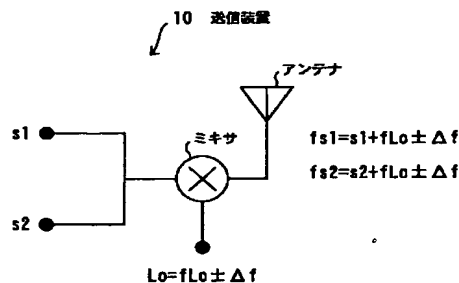 10 送信装置
アンテナ
s1
ミキサ
fs1=s1+fLo±Δf
fs2=s2+fLo±Δf
s2
Lo=fLo±Δf